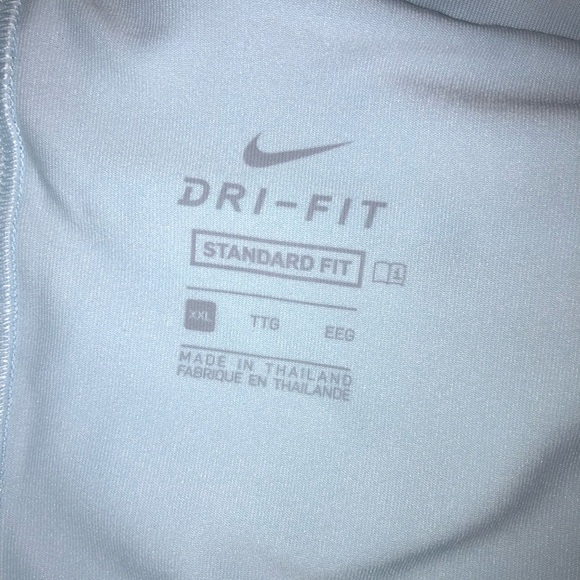 DRI-FIT
STANDARD FIT
XXL TTG EEG
MADE IN THAILAND
FABRIQUE EN THAILANDE